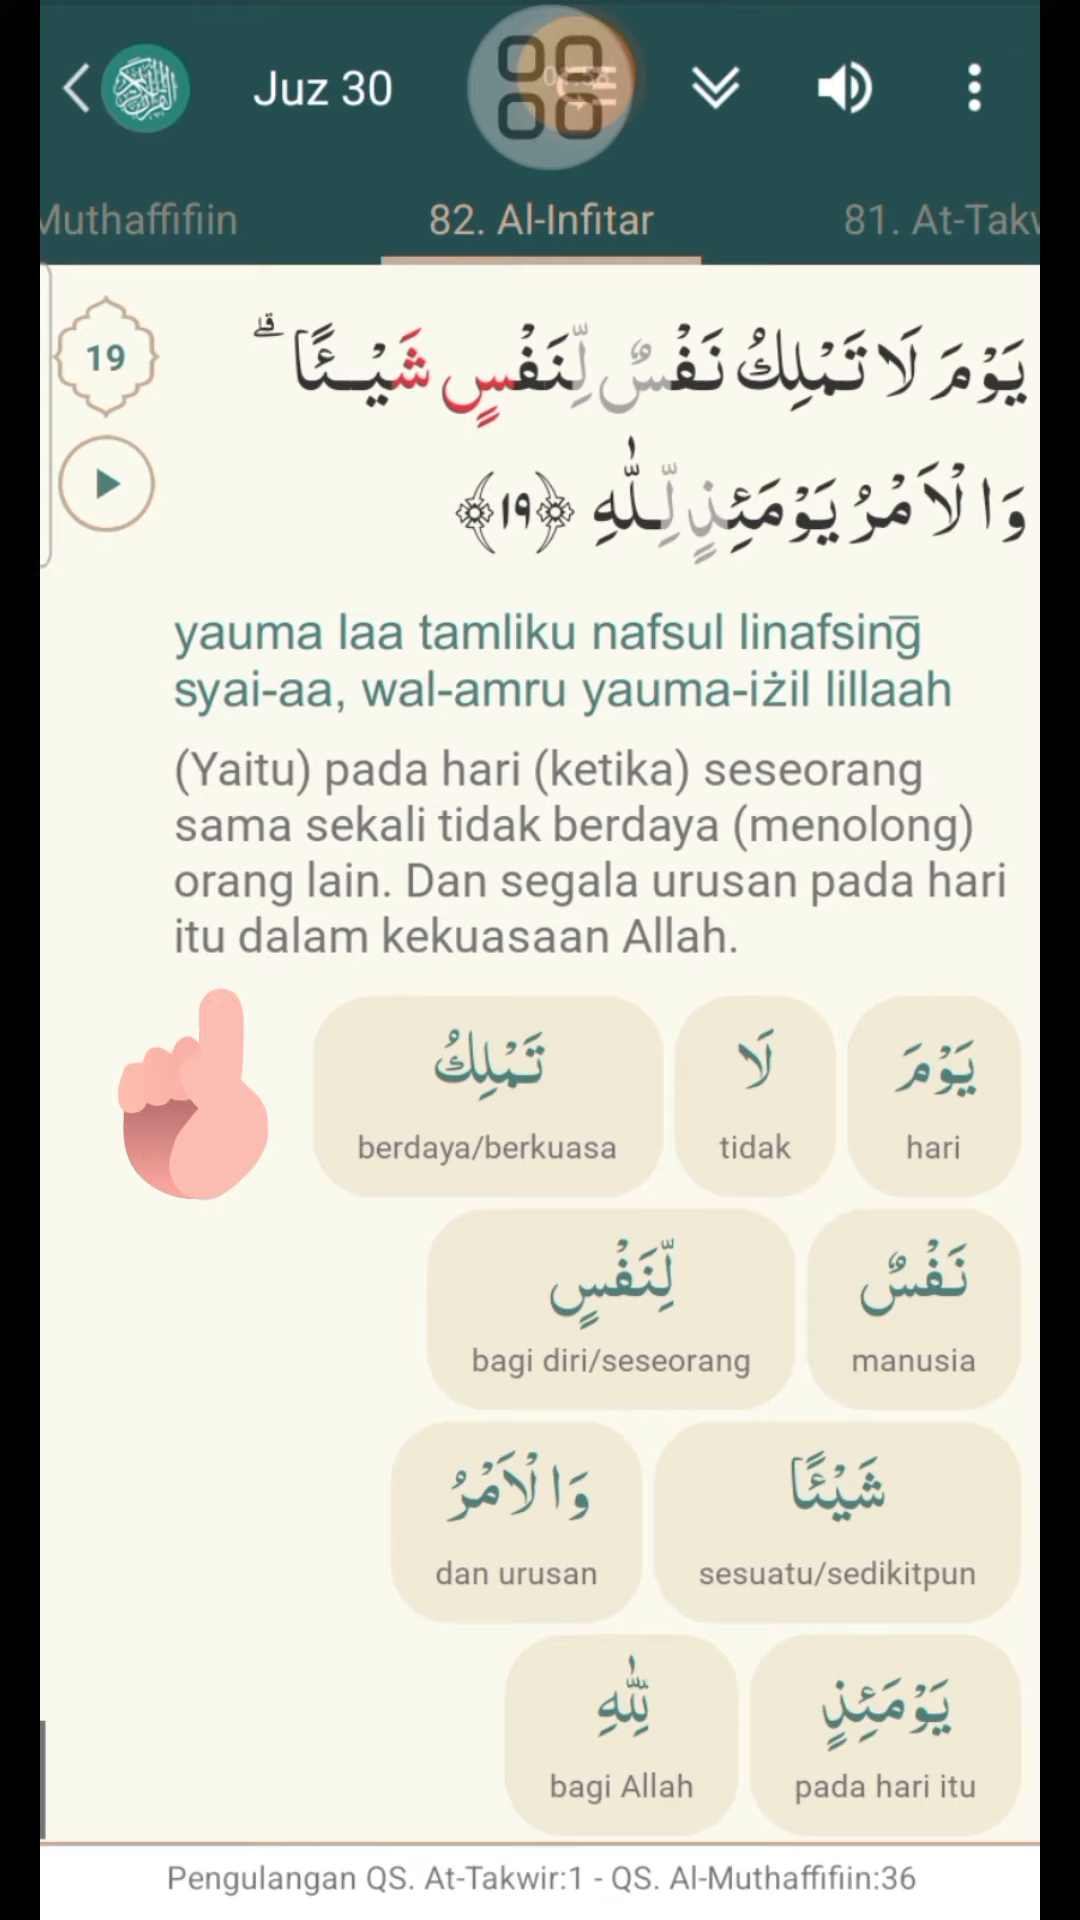 Juz 30
Muthaffifiin 82. Al-Infitar 81. At-Takw
19
يَوْمَ لَا تَمْلِكُ نَفْسٌ لِّنَفْسٍ شَيْـًٔا ۗ
وَا لْاَمْرُ يَوْمَئِذٍ لِّـلّٰهِ ﴿١٩﴾
yauma laa tamliku nafsul linafsing̅
syai-aa, wal-amru yauma-iżil lillaah
(Yaitu) pada hari (ketika) seseorang
sama sekali tidak berdaya (menolong)
orang lain. Dan segala urusan pada hari
itu dalam kekuasaan Allah.
يَوْمَ لَا تَمْلِكُ
hari tidak berdaya/berkuasa
نَفْسٌ لِّنَفْسٍ
manusia bagi diri/seseorang
شَيْئًا وَا لْاَمْرُ
sesuatu/sedikitpun dan urusan
يَوْمَئِذٍ لِلّٰهِ
pada hari itu bagi Allah
Pengulangan QS. At-Takwir:1 - QS. Al-Muthaffifiin:36